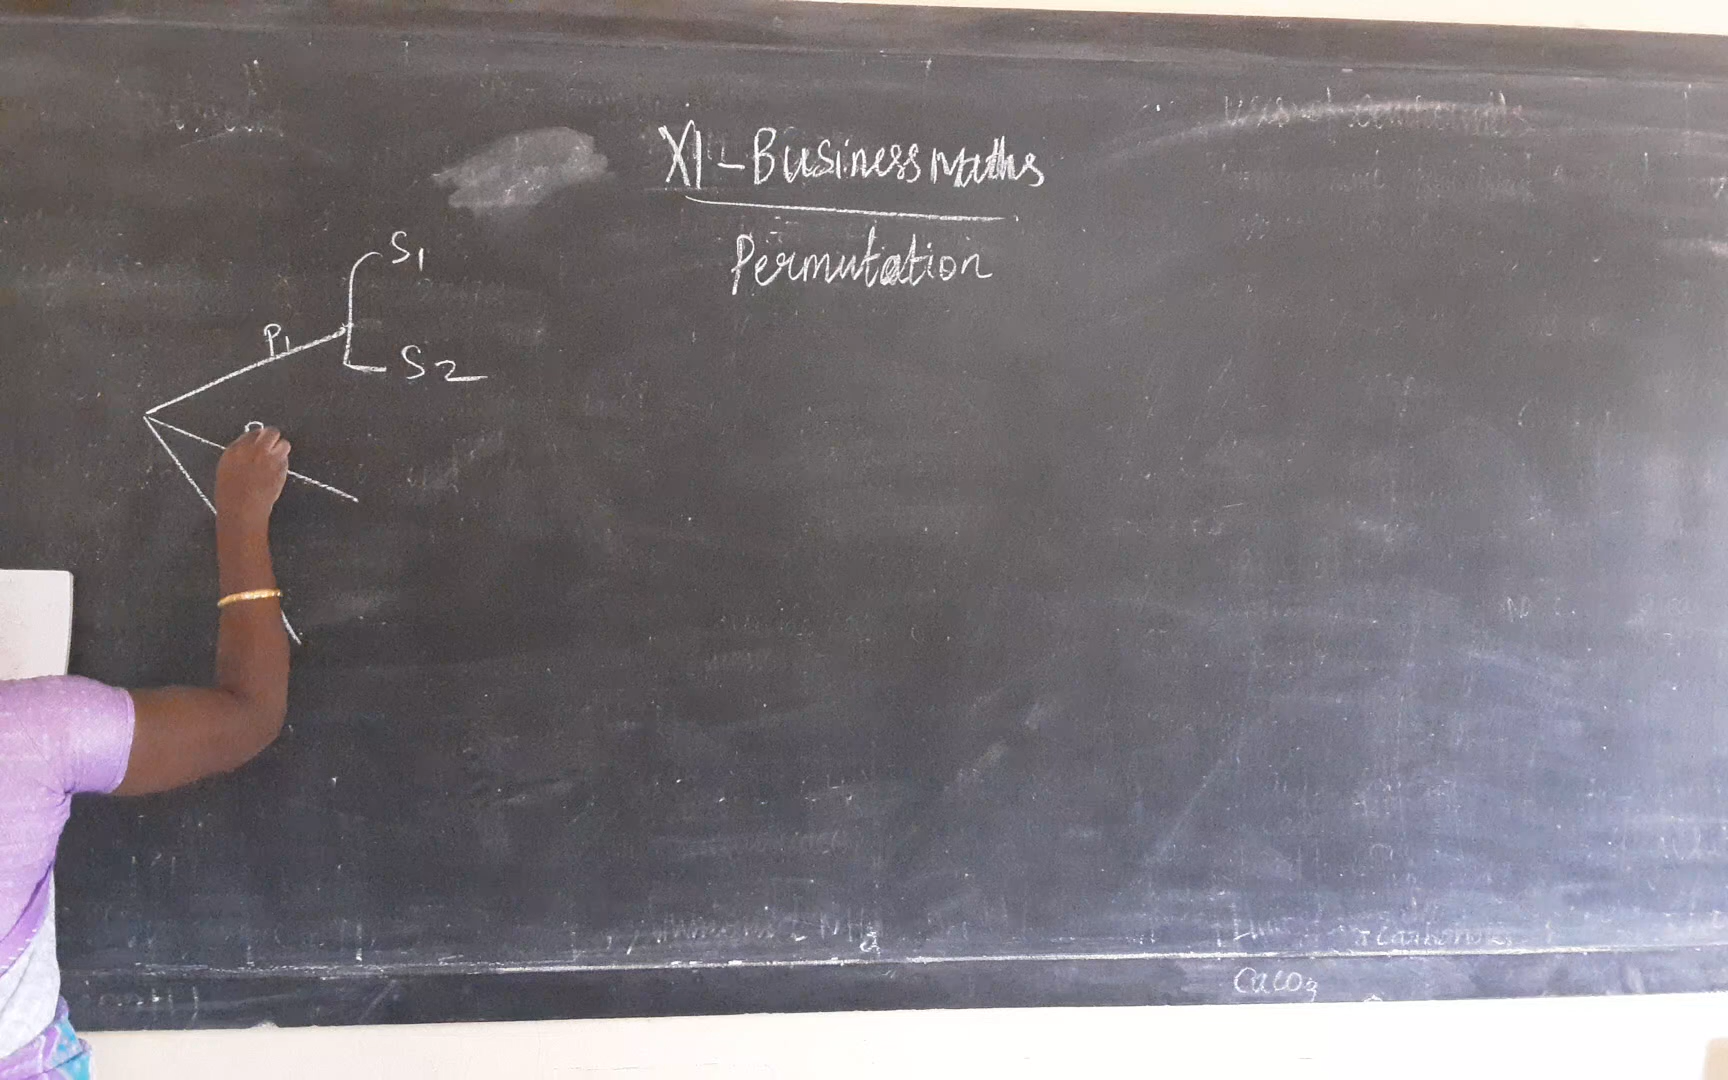 XI - Business Maths
Permutation
S1
P1
S2
CaCO3